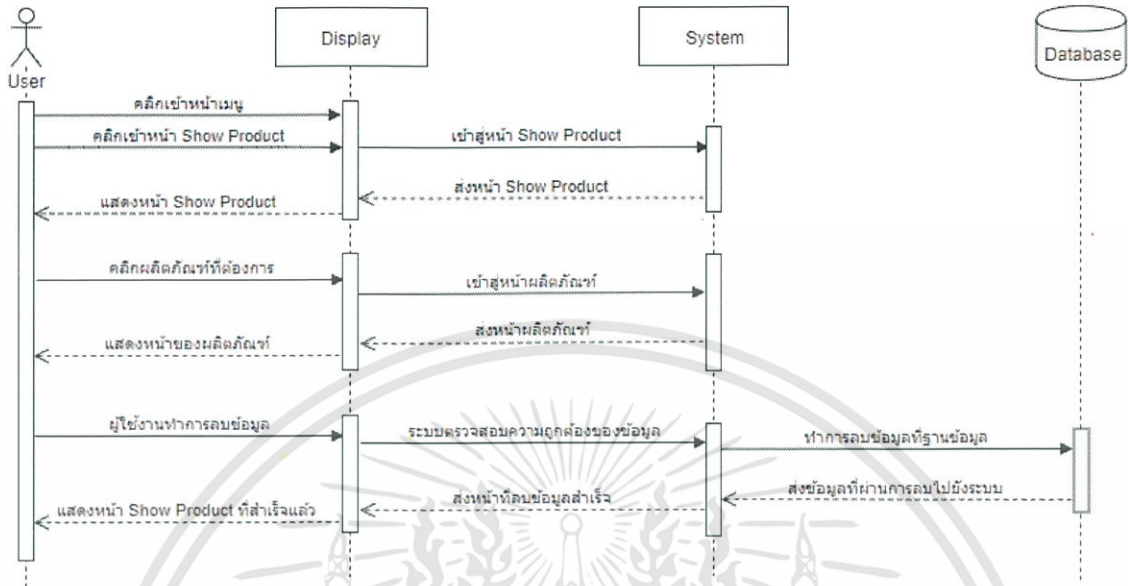 Display
System
Database
User
คลิกเข้าหน้าเมนู
คลิกเข้าหน้า Show Product
เข้าสู่หน้า Show Product
ส่งหน้า Show Product
แสดงหน้า Show Product
คลิกผลิตภัณฑ์ที่ต้องการ
เข้าสู่หน้าผลิตภัณฑ์
ส่งหน้าผลิตภัณฑ์
แสดงหน้าของผลิตภัณฑ์
ผู้ใช้งานทำการลบข้อมูล
ระบบตรวจสอบความถูกต้องของข้อมูล
ทำการลบข้อมูลที่ฐานข้อมูล
ส่งข้อมูลที่ผ่านการลบไปยังระบบ
ส่งหน้าที่ลบข้อมูลสำเร็จ
แสดงหน้า Show Product ที่สำเร็จแล้ว